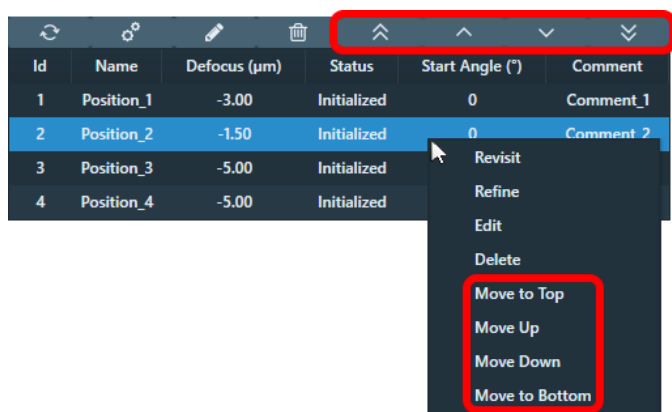 Id Name Defocus (μm) Status Start Angle (°) Comment
1 Position_1 -3.00 Initialized 0 Comment_1
2 Position_2 -1.50 Initialized 0 Comment_2
3 Position_3 -5.00 Initialized
4 Position_4 -5.00 Initialized
Revisit
Refine
Edit
Delete
Move to Top
Move Up
Move Down
Move to Bottom